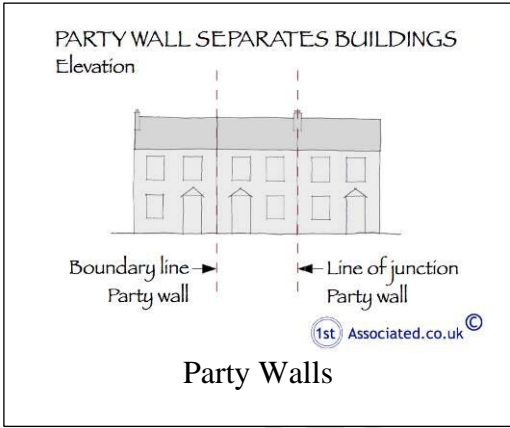 PARTY WALL SEPARATES BUILDINGS
Elevation
Boundary line
Party wall
Line of junction
Party wall
1st Associated.co.uk ©
Party Walls